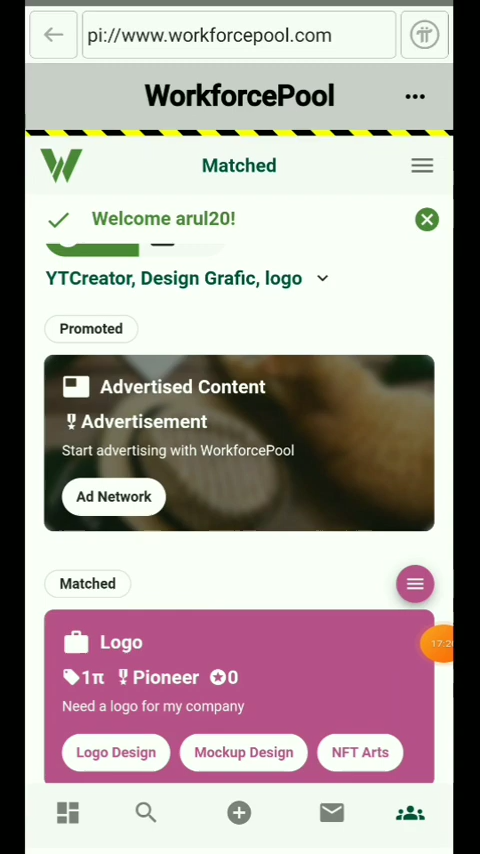 pi://www.workforcepool.com
WorkforcePool
Matched
Welcome arul20!
YTCreator, Design Grafic, logo
Promoted
Advertised Content
Advertisement
Start advertising with WorkforcePool
Ad Network
Matched
Logo
1π Pioneer 0
Need a logo for my company
Logo Design Mockup Design NFT Arts